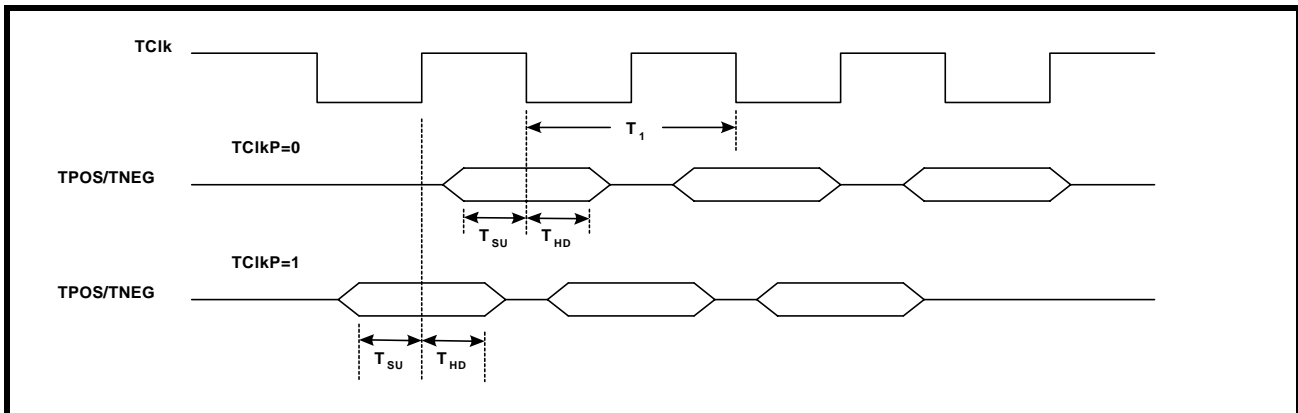 TClk
T1
TClkP=0
TPOS/TNEG
TSU THD
TClkP=1
TPOS/TNEG
TSU THD